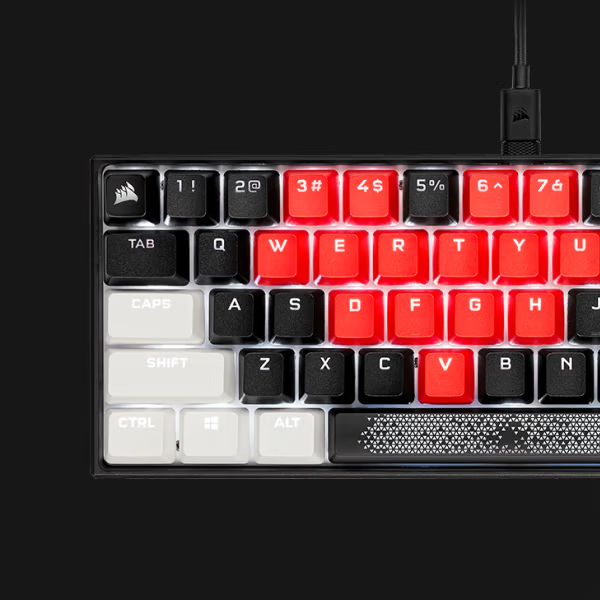 1 ! 2 @ 3 # 4 $ 5 % 6 ^ 7 &
TAB Q W E R T Y U
CAPS A S D F G H J
SHIFT Z X C V B N
CTRL ALT